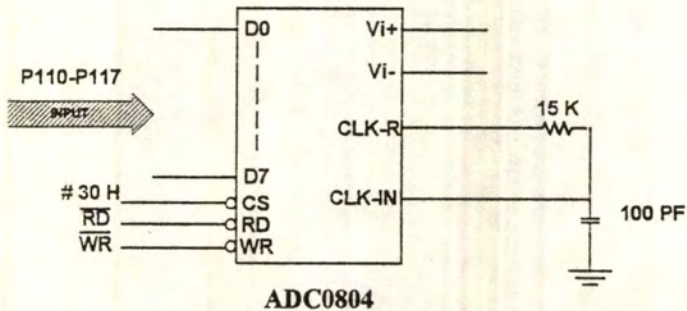 D0
Vi+
P110-P117
Vi-
INPUT
15 K
CLK-R
D7
# 30 H
CS
CLK-IN
RD
RD
100 PF
WR
WR
ADC0804